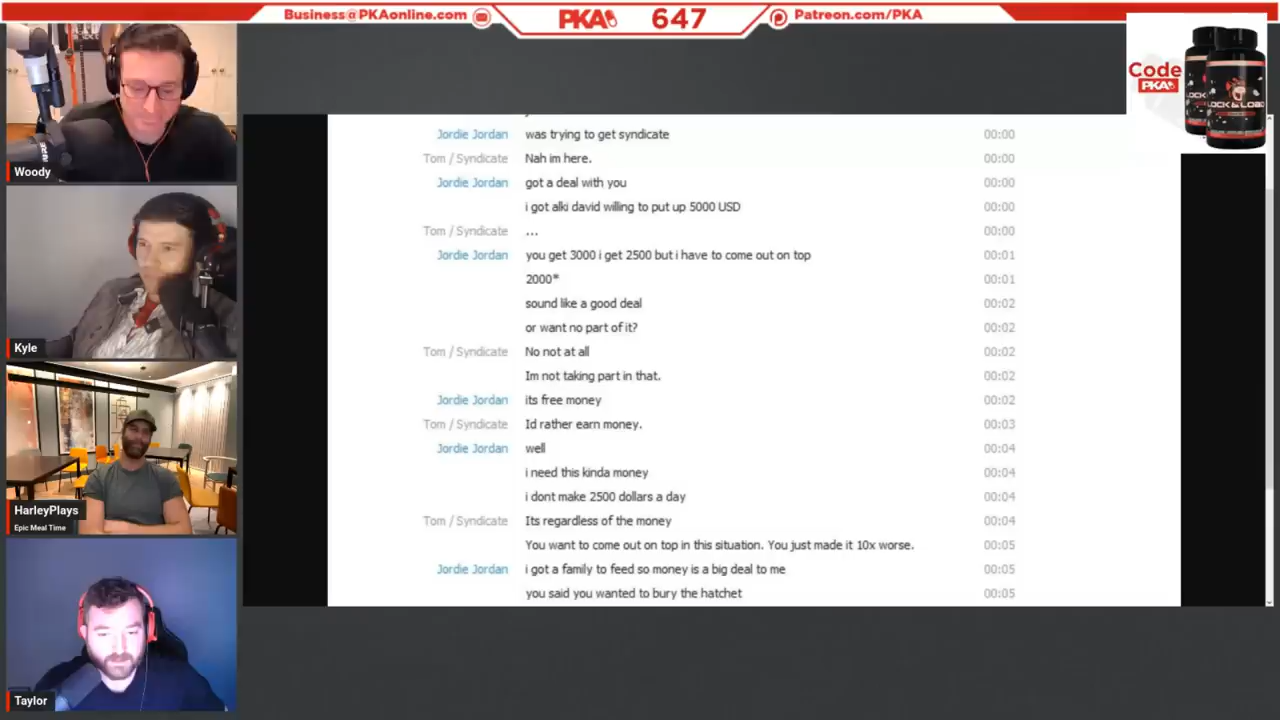 Business@PKAonline.com
PKA
647
Patreon.com/PKA
Code
PKA
LOCK & LOAD
Woody
Kyle
HarleyPlays
Epic Meal Time
Taylor
Jordie Jordan was trying to get syndicate 00:00
Tom / Syndicate Nah im here. 00:00
Jordie Jordan got a deal with you 00:00
i got alki david willing to put up 5000 USD 00:00
Tom / Syndicate ... 00:00
Jordie Jordan you get 3000 i get 2500 but i have to come out on top 00:01
2000* 00:01
sound like a good deal 00:02
or want no part of it? 00:02
Tom / Syndicate No not at all 00:02
Im not taking part in that. 00:02
Jordie Jordan its free money 00:02
Tom / Syndicate Id rather earn money. 00:03
Jordie Jordan well 00:04
i need this kinda money 00:04
i dont make 2500 dollars a day 00:04
Tom / Syndicate Its regardless of the money 00:04
You want to come out on top in this situation. You just made it 10x worse. 00:05
Jordie Jordan i got a family to feed so money is a big deal to me 00:05
you said you wanted to bury the hatchet 00:05